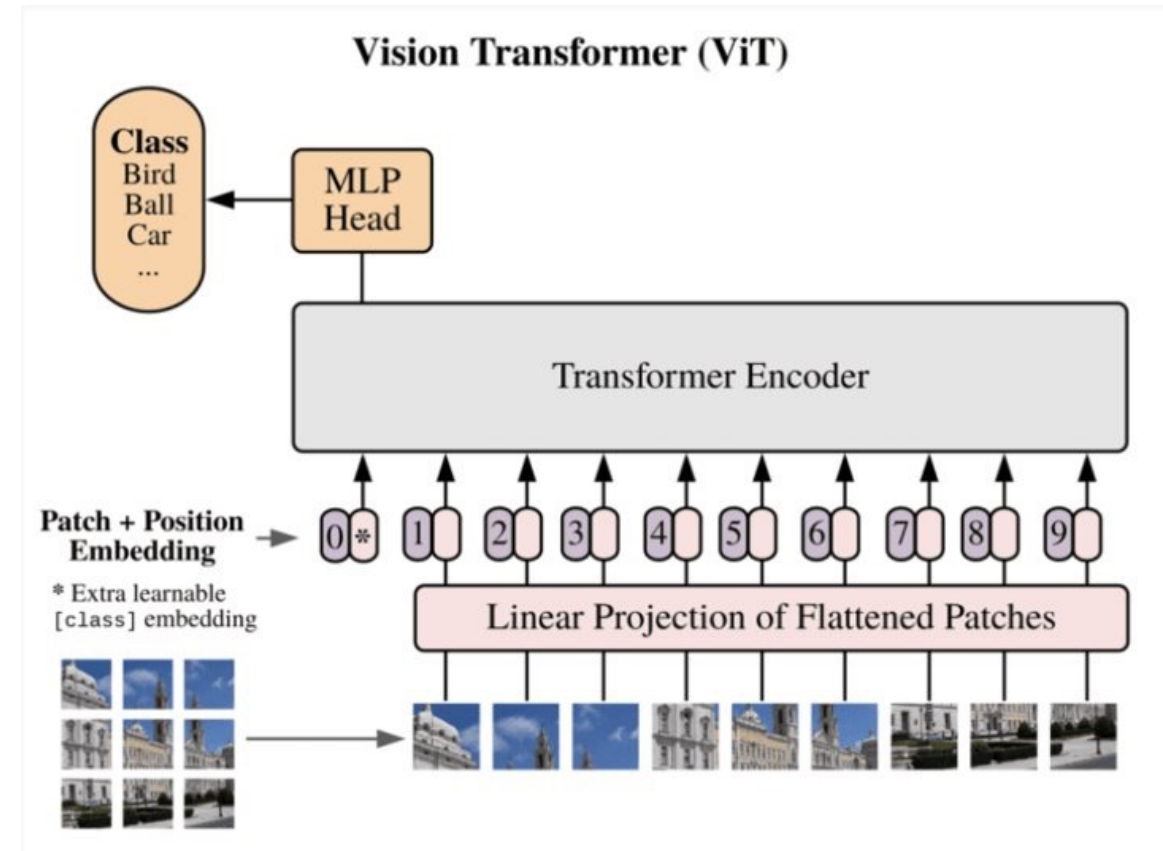 Vision Transformer (ViT)
Class
Bird
Ball
Car
...
MLP
Head
Transformer Encoder
Patch + Position
Embedding
* Extra learnable
[class] embedding
0 * 1 2 3 4 5 6 7 8 9
Linear Projection of Flattened Patches